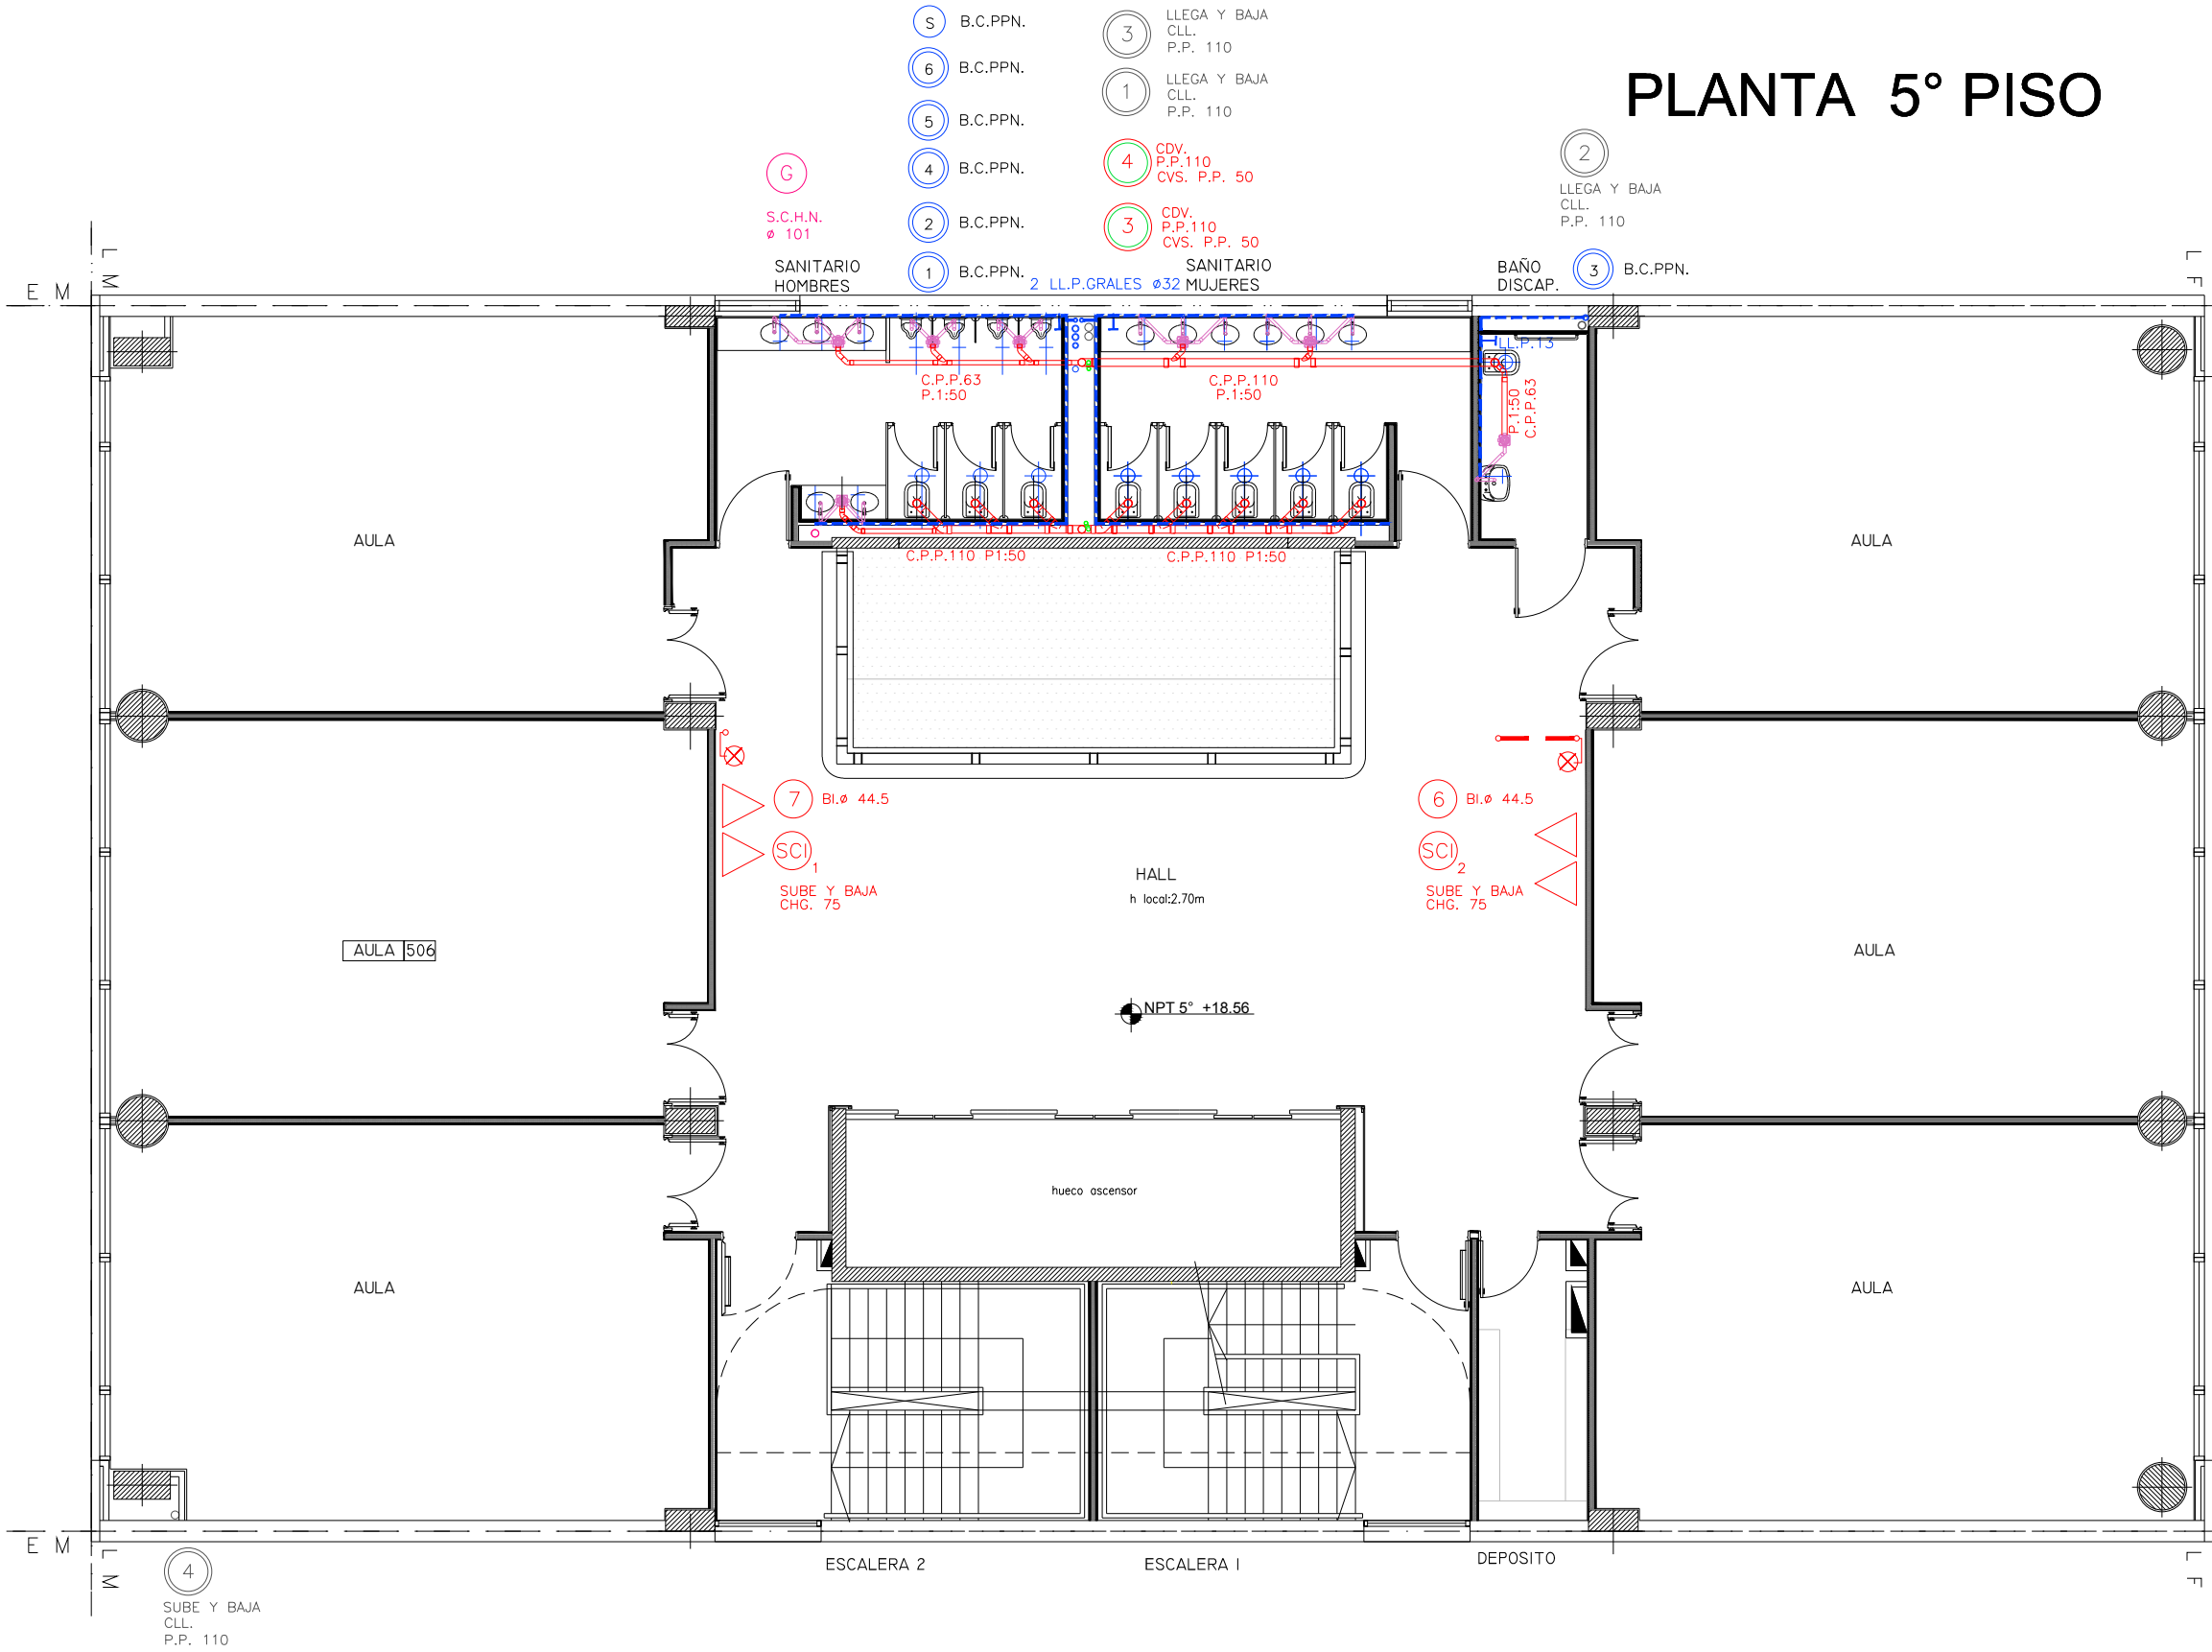 PLANTA 5° PISO
S B.C.PPN.
6 B.C.PPN.
5 B.C.PPN.
4 B.C.PPN.
2 B.C.PPN.
1 B.C.PPN.
3 LLEGA Y BAJA
CLL.
P.P. 110
1 LLEGA Y BAJA
CLL.
P.P. 110
4 CDV.
P.P.110
CVS. P.P. 50
3 CDV.
P.P.110
CVS. P.P. 50
G
S.C.H.N.
ø 101
2
LLEGA Y BAJA
CLL.
P.P. 110
SANITARIO
HOMBRES
2 LL.P.GRALES ø32
SANITARIO
MUJERES
BAÑO
DISCAP.
3 B.C.PPN.
L M
E M
L F
LL.P.13
C.P.P.63
P.1:50
C.P.P.110
P.1:50
P.1:50
C.P.P.63
C.P.P.110 P1:50
C.P.P.110 P1:50
AULA
AULA
7 BI.ø 44.5
SCI 1
SUBE Y BAJA
CHG. 75
6 BI.ø 44.5
SCI 2
SUBE Y BAJA
CHG. 75
HALL
h local:2.70m
AULA 506
AULA
NPT 5° +18.56
hueco ascensor
AULA
AULA
E M
L M
L F
ESCALERA 2
ESCALERA I
DEPOSITO
4
SUBE Y BAJA
CLL.
P.P. 110